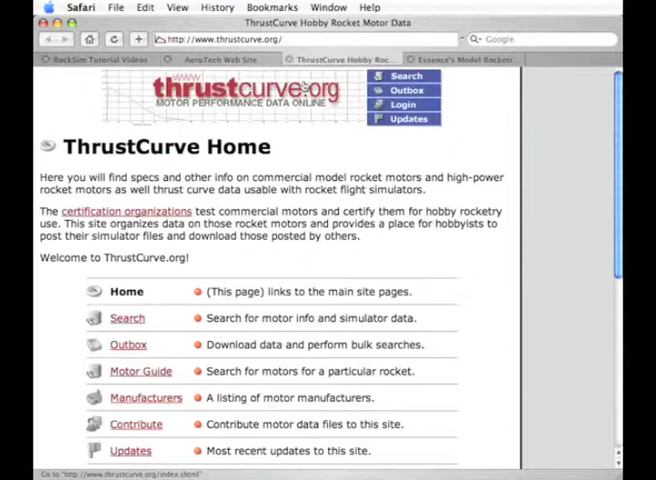 Safari File Edit View History Bookmarks Window Help
ThrustCurve Hobby Rocket Motor Data
http://www.thrustcurve.org/
Google
RockSim Tutorial Videos
AeroTech Web Site
ThrustCurve Hobby Roc...
Essence's Model Rocketr...
www
thrustcurve.org
MOTOR PERFORMANCE DATA ONLINE
Search
Outbox
Login
Updates
ThrustCurve Home
Here you will find specs and other info on commercial model rocket motors and high-power
rocket motors as well thrust curve data usable with rocket flight simulators.
The certification organizations test commercial motors and certify them for hobby rocketry
use. This site organizes data on those rocket motors and provides a place for hobbyists to
post their simulator files and download those posted by others.
Welcome to ThrustCurve.org!
Home (This page) links to the main site pages.
Search Search for motor info and simulator data.
Outbox Download data and perform bulk searches.
Motor Guide Search for motors for a particular rocket.
Manufacturers A listing of motor manufacturers.
Contribute Contribute motor data files to this site.
Updates Most recent updates to this site.
Go to "http://www.thrustcurve.org/index.shtml"